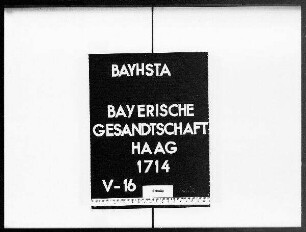 BAYHSTA
BAYERISCHE
GESANDTSCHAFT
HAAG
1714
V-16